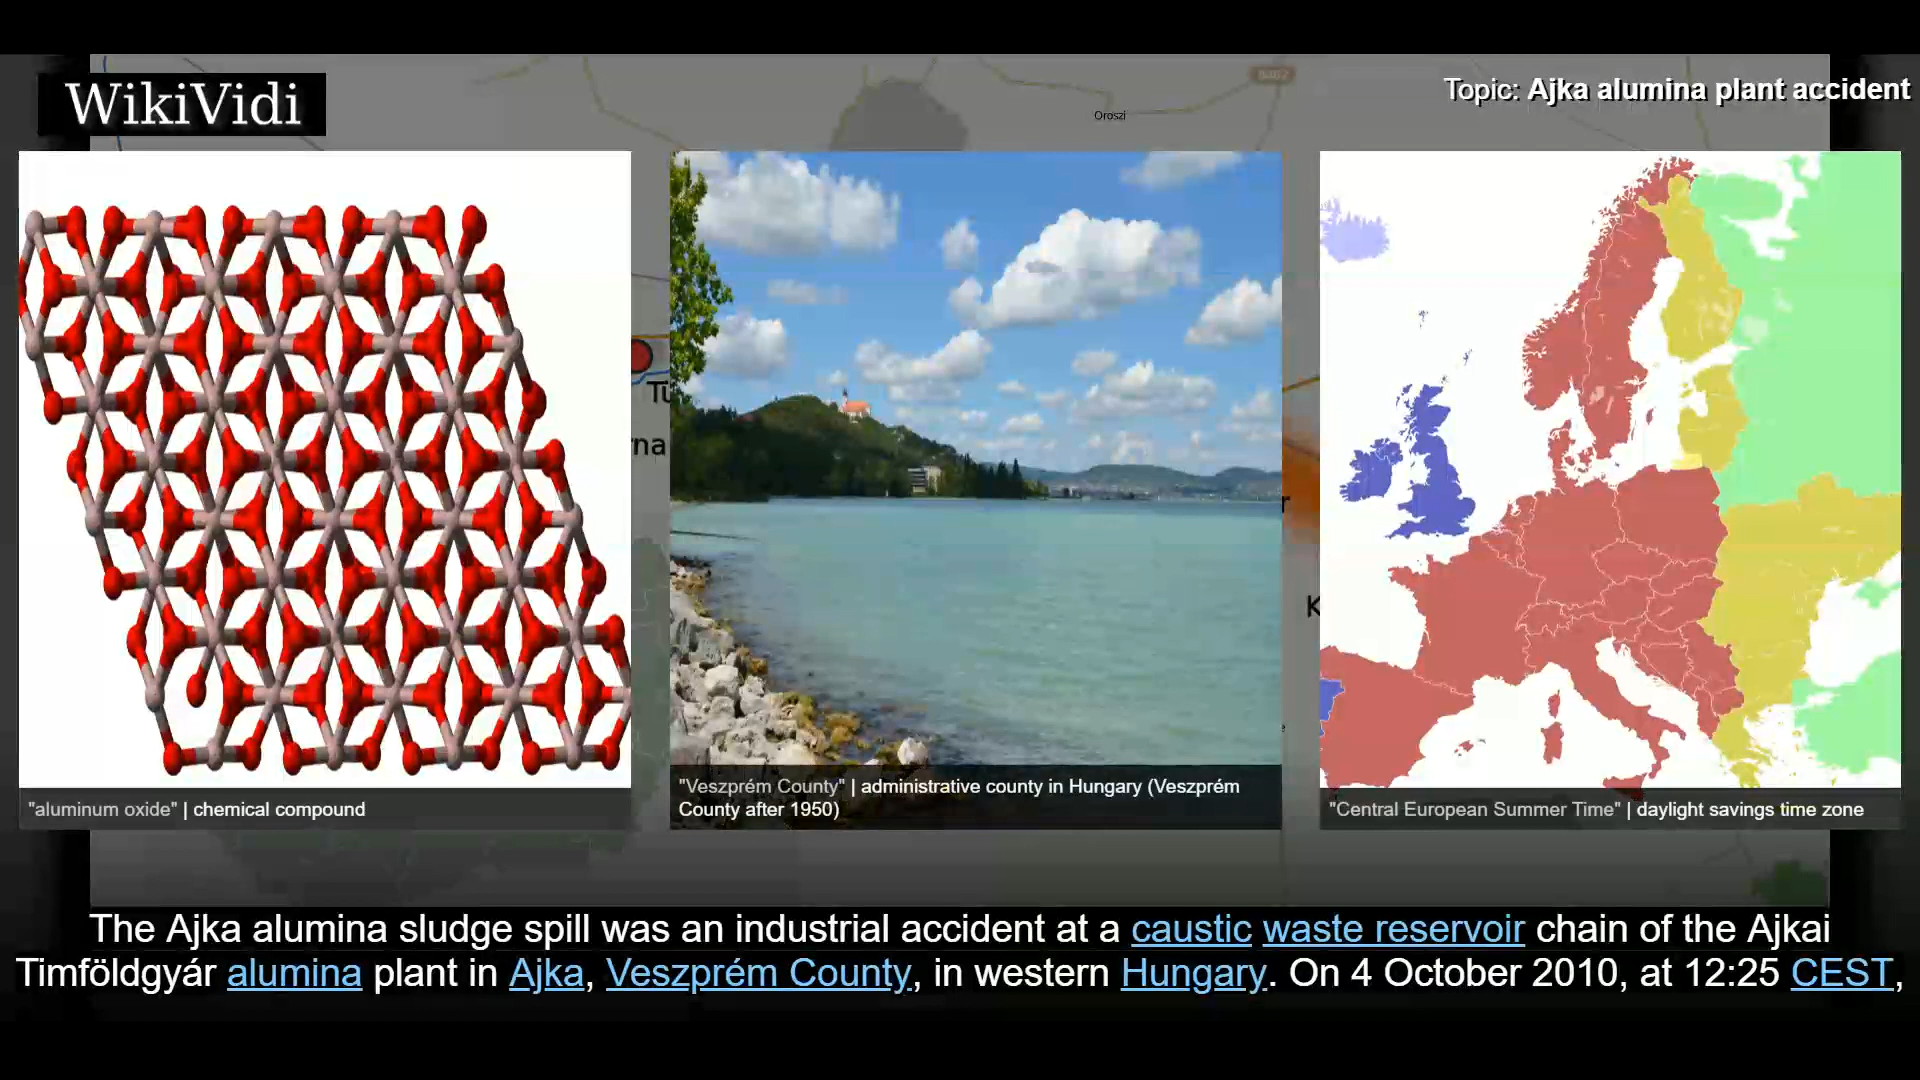 WikiVidi
Topic: Ajka alumina plant accident
Oroszi
"aluminum oxide" | chemical compound
"Veszprém County" | administrative county in Hungary (Veszprém
County after 1950)
"Central European Summer Time" | daylight savings time zone
The Ajka alumina sludge spill was an industrial accident at a caustic waste reservoir chain of the Ajkai
Timföldgyár alumina plant in Ajka, Veszprém County, in western Hungary. On 4 October 2010, at 12:25 CEST,